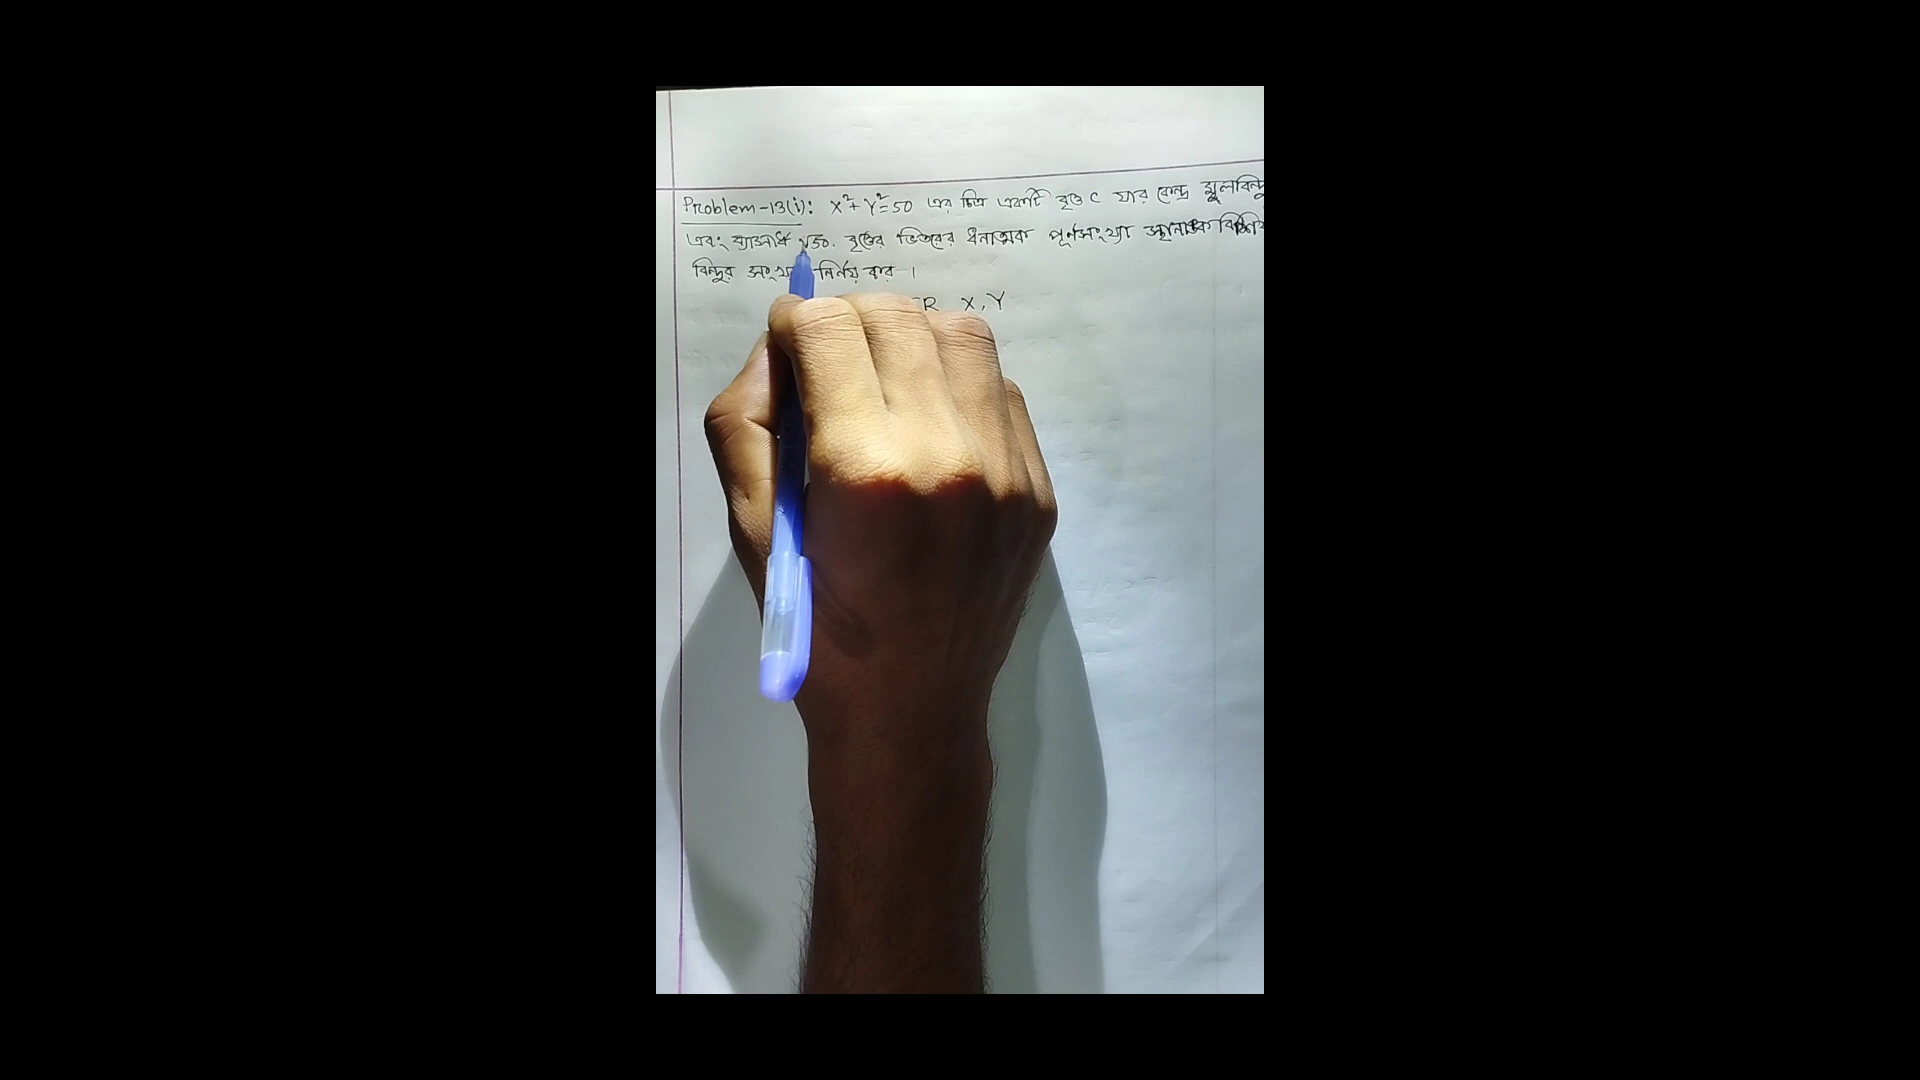 Problem-13(i): X²+Y²=50 এর চিত্র একটি বৃত্ত C যার কেন্দ্র মূলবিন্দু
এবং ব্যাসার্ধ √50. বৃত্তের ভিতরের ধনাত্মক পূর্ণসংখ্যা স্থানাঙ্ক
বিন্দুর নির্ণয় কর ।
X, Y